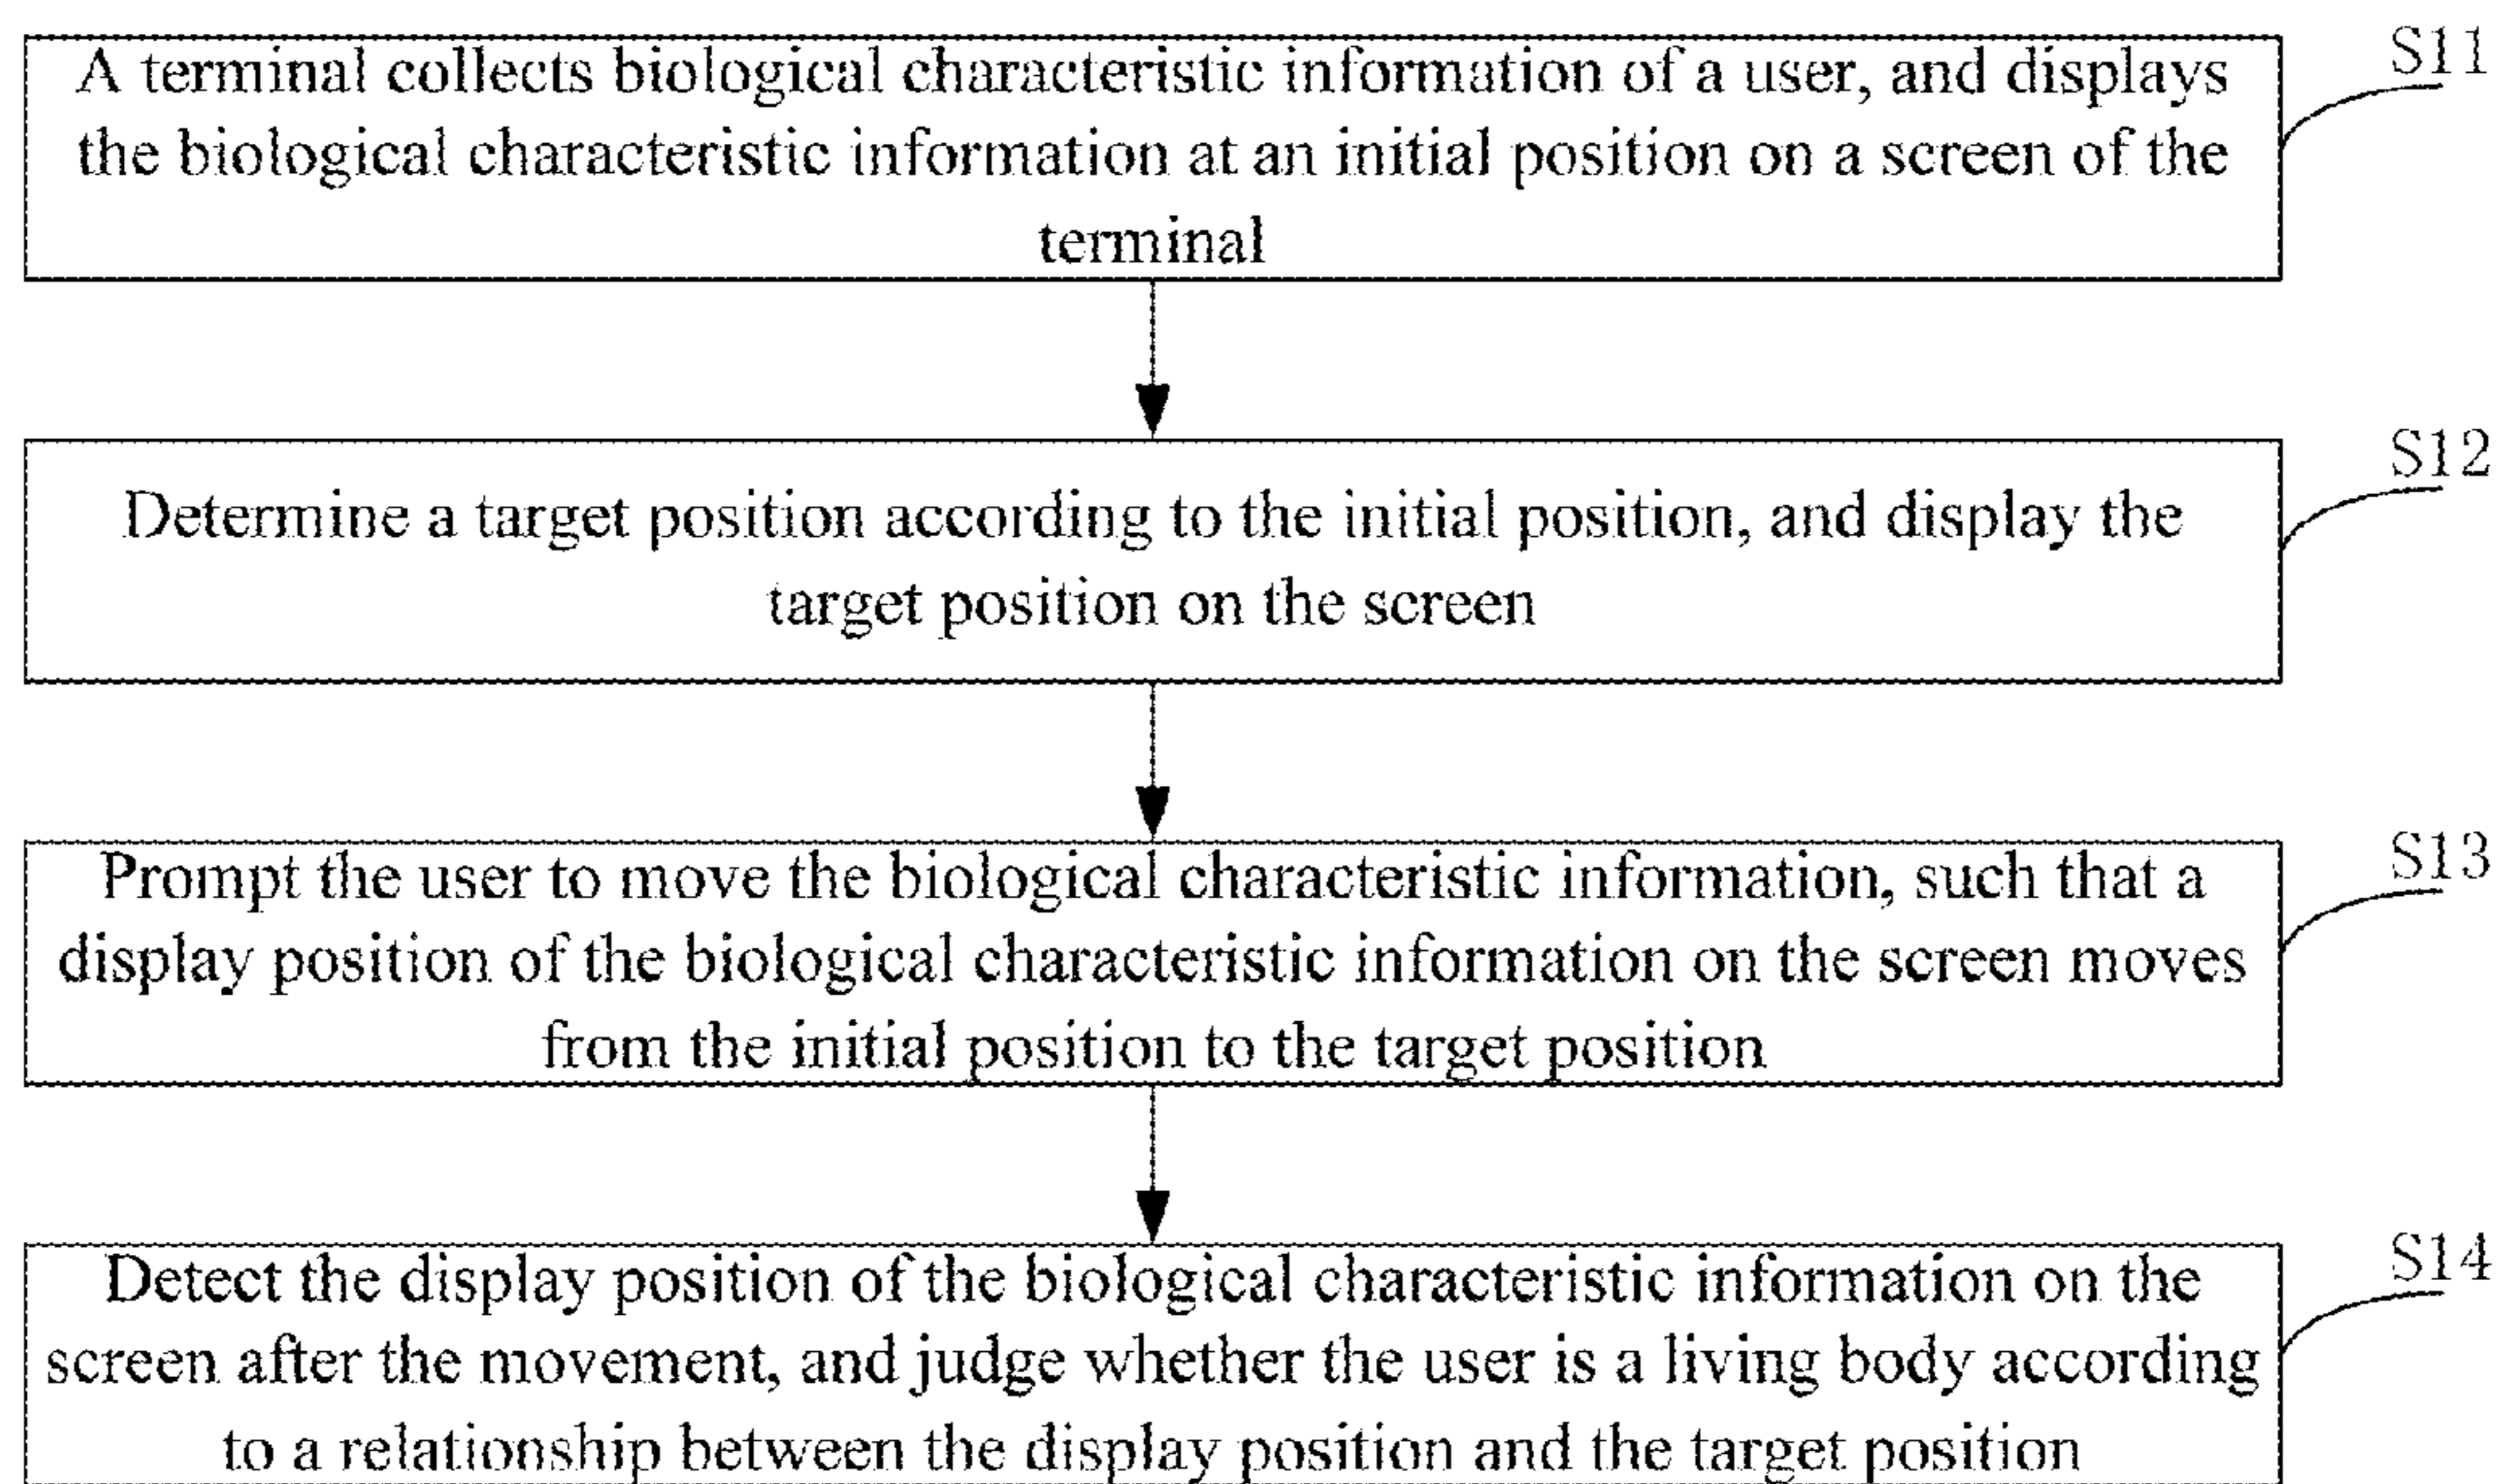 A terminal collects biological characteristic information of a user, and displays
the biological characteristic information at an initial position on a screen of the
terminal
S11
Determine a target position according to the initial position, and display the
target position on the screen
S12
Prompt the user to move the biological characteristic information, such that a
display position of the biological characteristic information on the screen moves
from the initial position to the target position
S13
Detect the display position of the biological characteristic information on the
screen after the movement, and judge whether the user is a living body according
to a relationship between the display position and the target position
S14